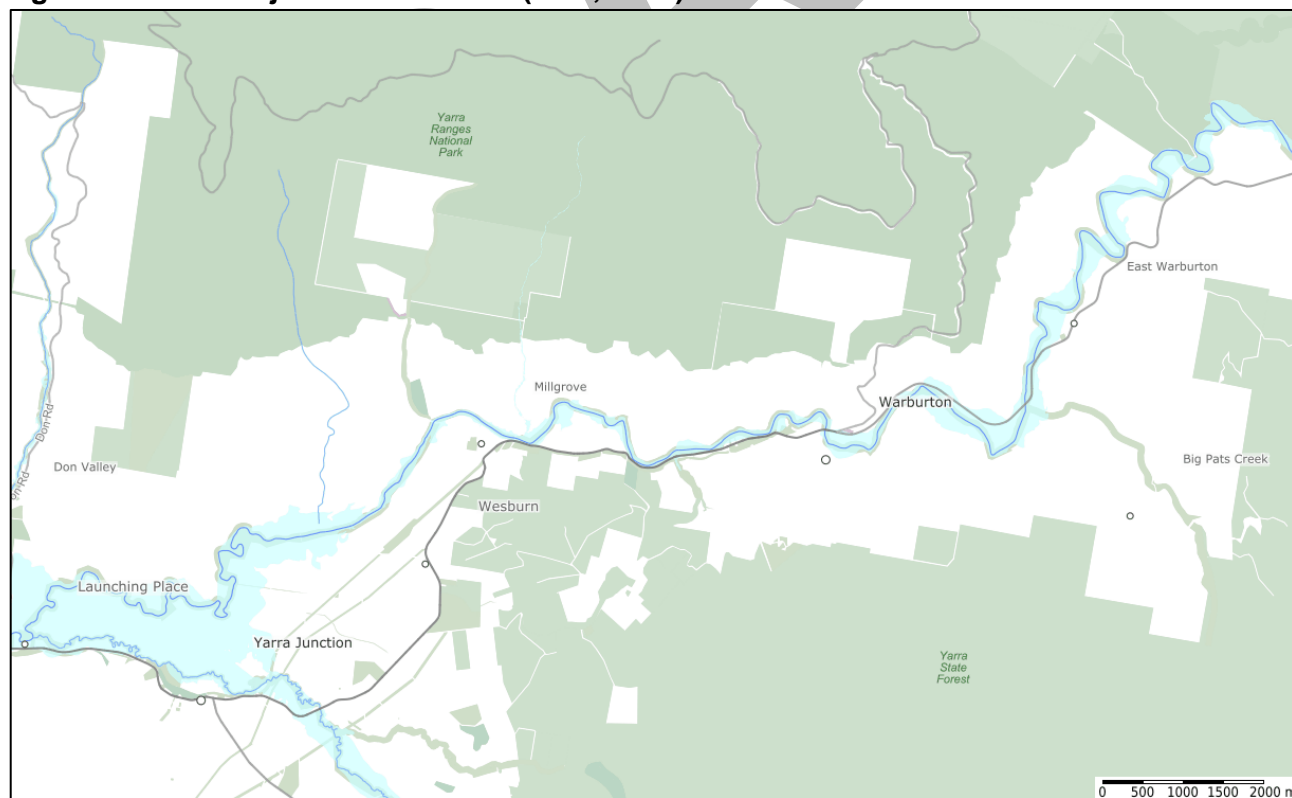 Yarra
Ranges
National
Park
East Warburton
Millgrove
Warburton
Don Rd
Don Valley
Big Pats Creek
Wesburn
Launching Place
Yarra Junction
Yarra
State
Forest
0 500 1000 1500 2000 m